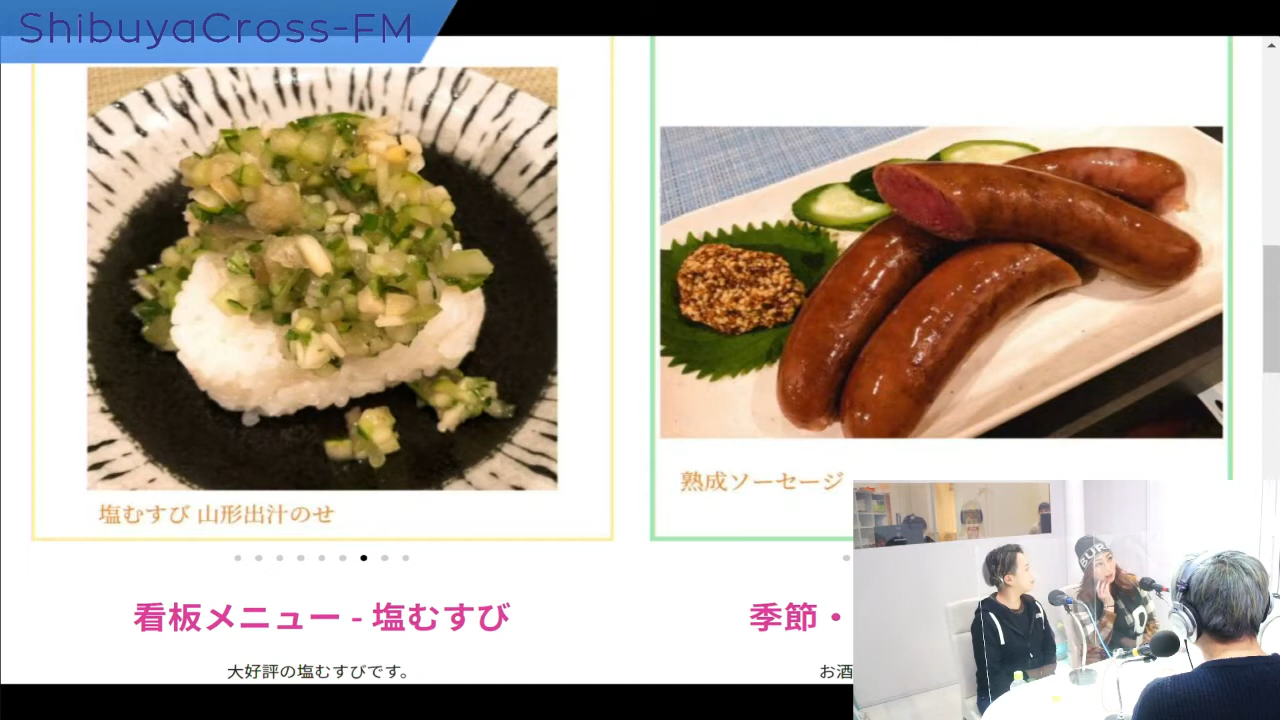 ShibuyaCross-FM
塩むすび 山形出汁のせ
熟成ソーセージ
看板メニュー - 塩むすび
季節・
大好評の塩むすびです。
お酒
BUR